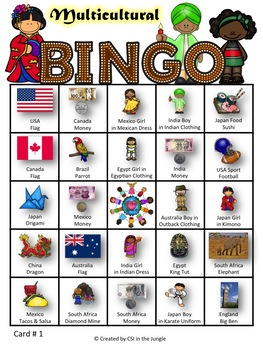 Multicultural
BINGO
USA
Flag
Canada
Money
Mexico Girl
in Mexican Dress
India Boy
in Indian Clothing
Japan Food
Sushi
Canada
Flag
Brazil
Parrot
Egypt Girl in
Egyptian Clothing
Mexico
Money
USA Sport
Football
Japan
Origami
Mexico
Money
Australia Boy in
Outback Clothing
Japan Girl
in Kimono
China
Dragon
Australia
Flag
India Girl
in Indian Dress
Egypt
King Tut
South Africa
Elephant
Mexico
Tacos & Salsa
South Africa
Diamond Mine
South Africa
Money
Japan Boy
in Karate Uniform
England
Big Ben
Card # 1
© Created by CSI in the Jungle